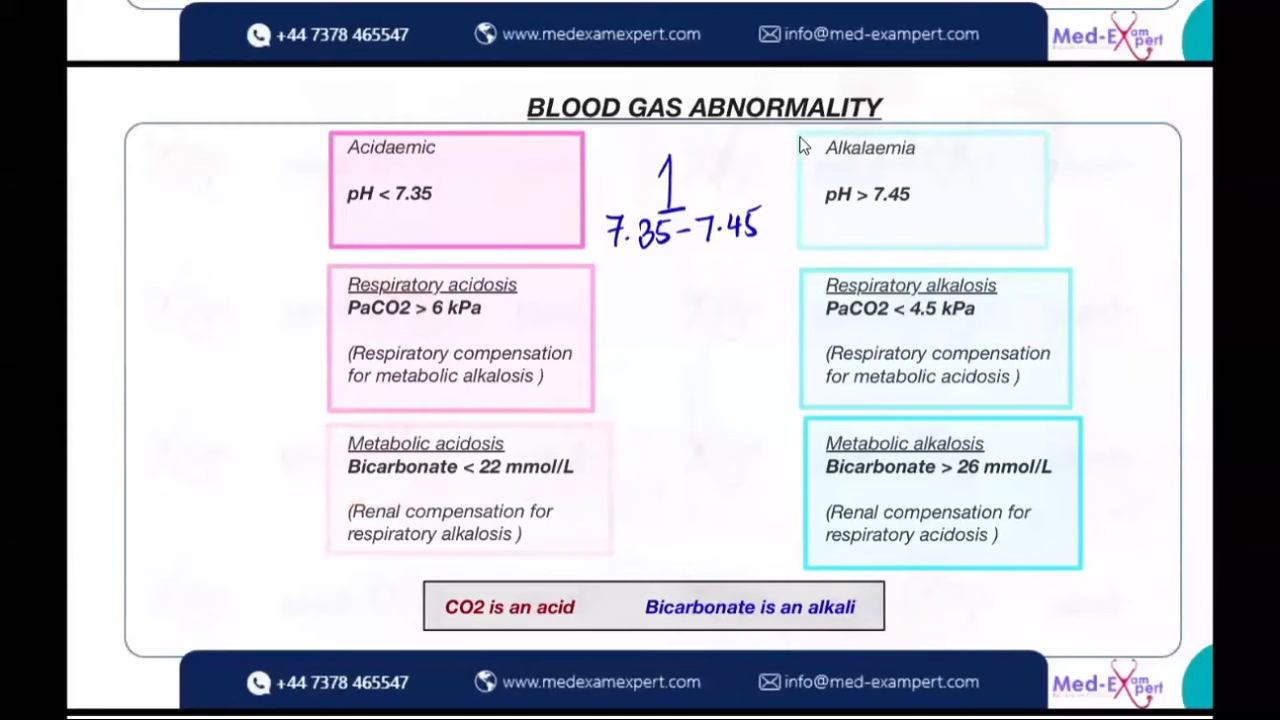 +44 7378 465547 www.medexamexpert.com info@med-exampert.com Med-Exampert
BLOOD GAS ABNORMALITY
Acidaemic
pH < 7.35
1
7.35-7.45
Alkalaemia
pH > 7.45
Respiratory acidosis
PaCO2 > 6 kPa
(Respiratory compensation
for metabolic alkalosis )
Respiratory alkalosis
PaCO2 < 4.5 kPa
(Respiratory compensation
for metabolic acidosis )
Metabolic acidosis
Bicarbonate < 22 mmol/L
(Renal compensation for
respiratory alkalosis )
Metabolic alkalosis
Bicarbonate > 26 mmol/L
(Renal compensation for
respiratory acidosis )
CO2 is an acid Bicarbonate is an alkali
+44 7378 465547 www.medexamexpert.com info@med-exampert.com Med-Exampert